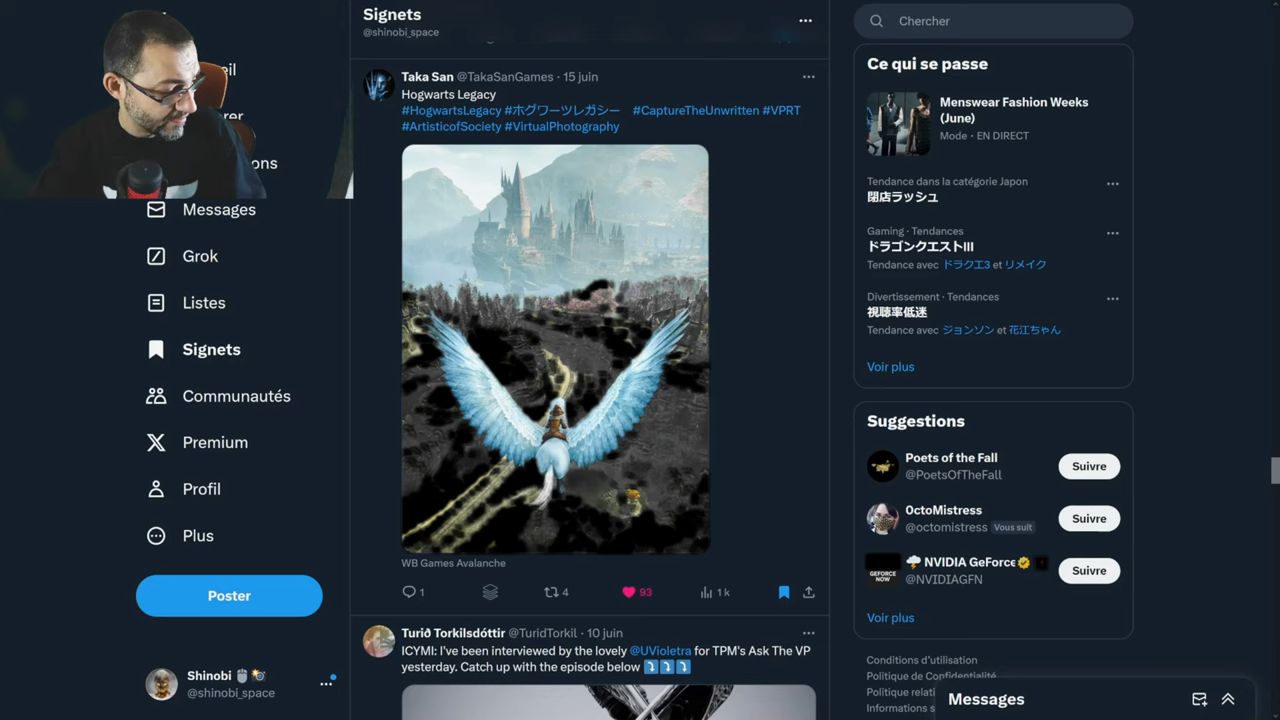 Signets
@shinobi_space
Messages
Grok
Listes
Signets
Communautés
Premium
Profil
Plus
Poster
Shinobi
@shinobi_space
Taka San @TakaSanGames · 15 juin
Hogwarts Legacy
#HogwartsLegacy #ホグワーツレガシー #CaptureTheUnwritten #VPRT
#ArtisticofSociety #VirtualPhotography
WB Games Avalanche
1
4
93
1 k
Turið Torkilsdóttir @TuridTorkil · 10 juin
ICYMI: I've been interviewed by the lovely @UVioletra for TPM's Ask The VP
yesterday. Catch up with the episode below
Chercher
Ce qui se passe
Menswear Fashion Weeks
(June)
Mode · EN DIRECT
Tendance dans la catégorie Japon
閉店ラッシュ
Gaming · Tendances
ドラゴンクエストIII
Tendance avec ドラクエ3 et リメイク
Divertissement · Tendances
視聴率低迷
Tendance avec ジョンソン et 花江ちゃん
Voir plus
Suggestions
Poets of the Fall
@PoetsOfTheFall
Suivre
OctoMistress
@octomistress Vous suit
Suivre
GEFORCE
NOW
NVIDIA GeForce
@NVIDIAGFN
Suivre
Voir plus
Conditions d'utilisation
Politique de Confidentialité
Messages